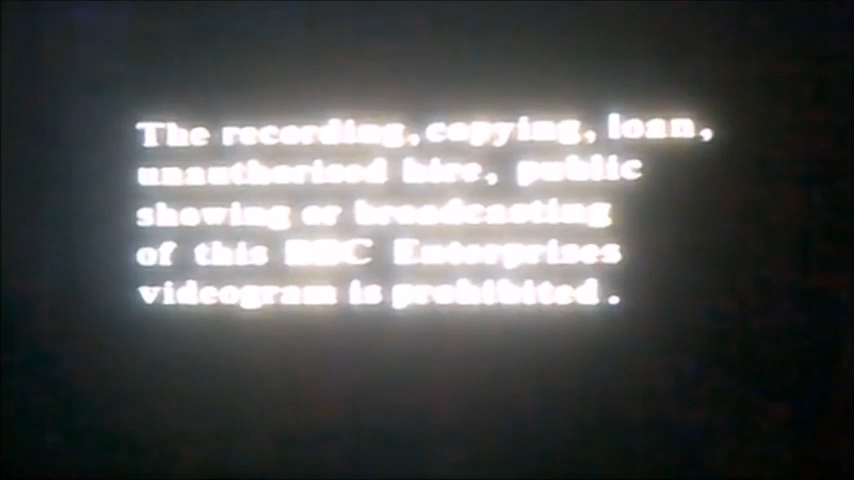 The recording, copying, loan,
unauthorised hire, public
showing or broadcasting
of this BBC Enterprises
videogram is prohibited.